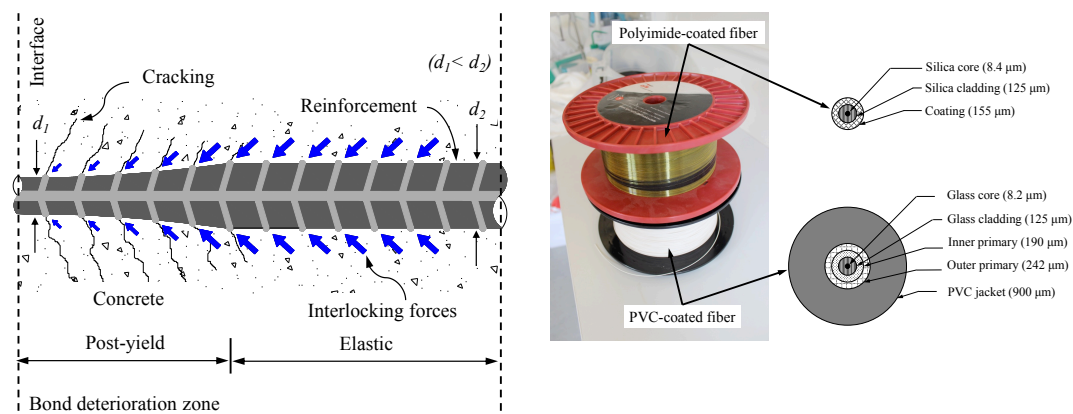 Interface
Cracking
(d1< d2)
Reinforcement
d1
d2
Concrete
Interlocking forces
Post-yield
Elastic
Bond deterioration zone
Polyimide-coated fiber
Silica core (8.4 μm)
Silica cladding (125 μm)
Coating (155 μm)
Glass core (8.2 μm)
Glass cladding (125 μm)
Inner primary (190 μm)
Outer primary (242 μm)
PVC jacket (900 μm)
PVC-coated fiber